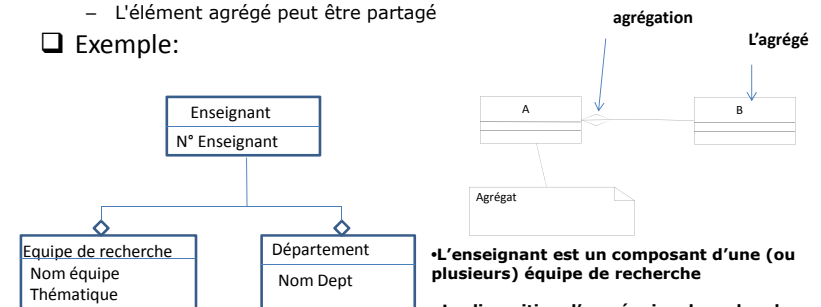 – L'élément agrégé peut être partagé
❑ Exemple:
agrégation
L’agrégé
Enseignant
N° Enseignant
A
B
Agrégat
Equipe de recherche
Nom équipe
Thématique
Département
Nom Dept
•L’enseignant est un composant d’une (ou
plusieurs) équipe de recherche